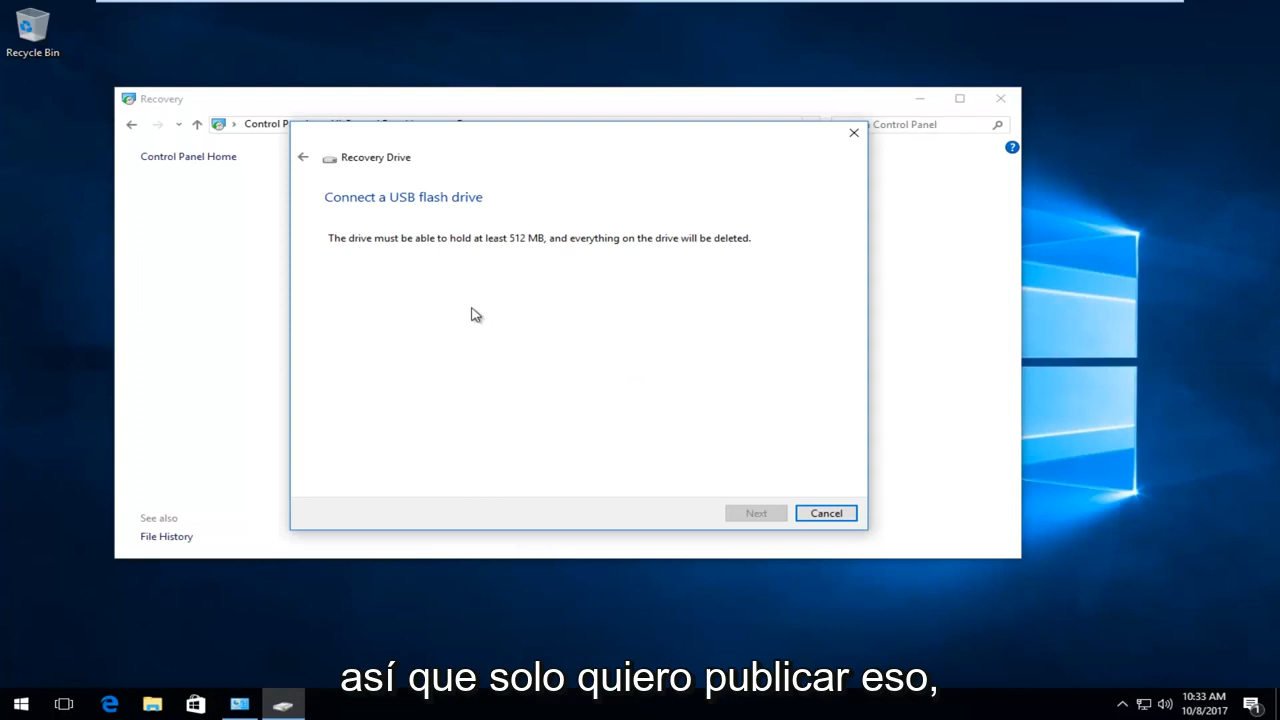 Recycle Bin
Recovery
Control P
Control Panel
Control Panel Home
Recovery Drive
Connect a USB flash drive
The drive must be able to hold at least 512 MB, and everything on the drive will be deleted.
Next
Cancel
See also
File History
así que solo quiero publicar eso,
10:33 AM
10/8/2017
1